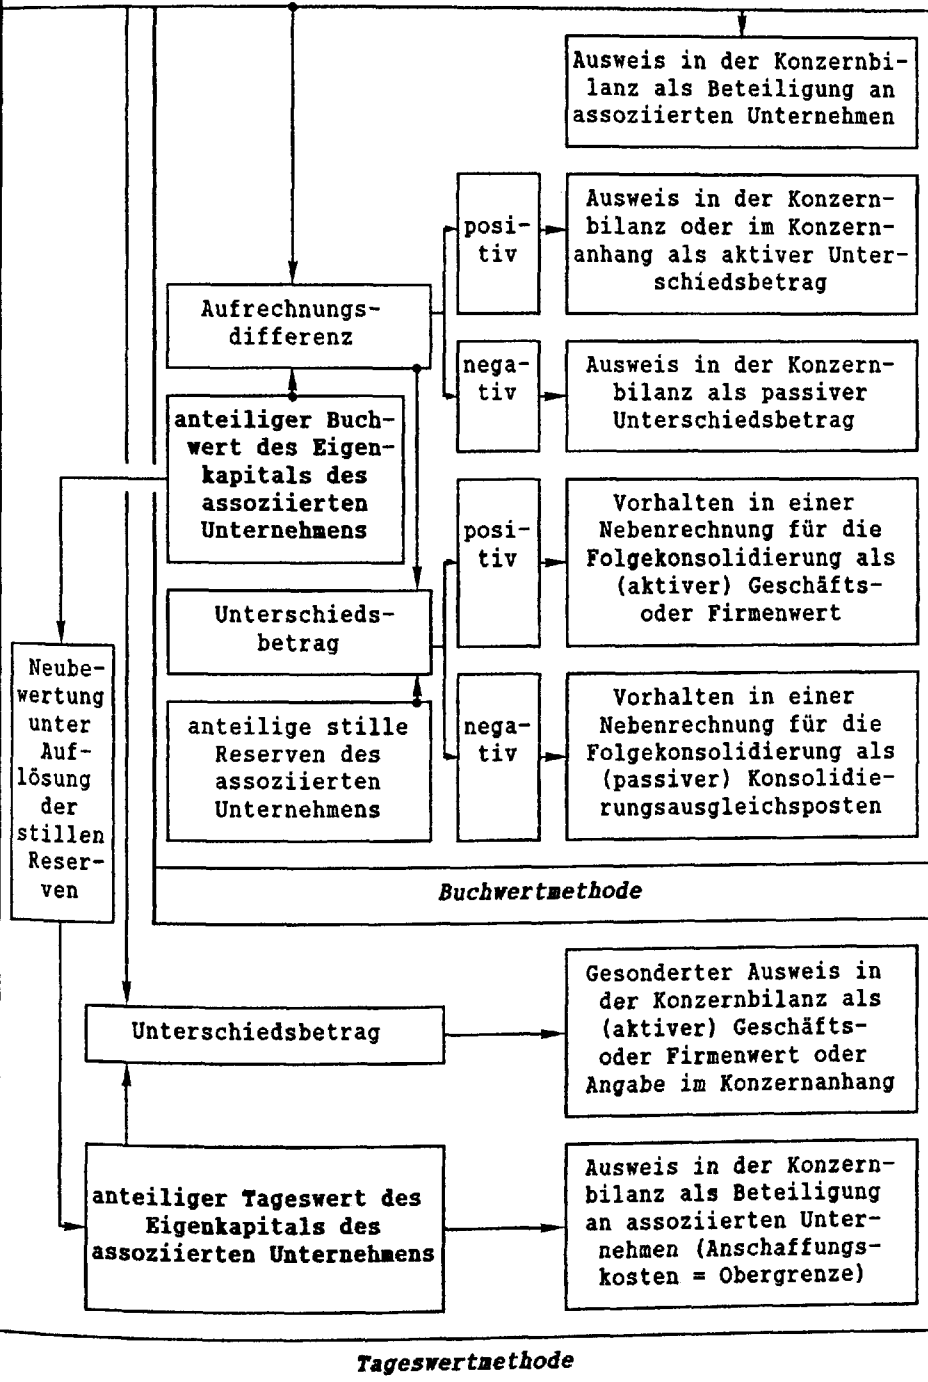 Ausweis in der Konzernbi-
lanz als Beteiligung an
assoziierten Unternehmen
posi-
tiv
Ausweis in der Konzern-
bilanz oder im Konzern-
anhang als aktiver Unter-
schiedsbetrag
Aufrechnungs-
differenz
nega-
tiv
Ausweis in der Konzern-
bilanz als passiver
Unterschiedsbetrag
anteiliger Buch-
wert des Eigen-
kapitals des
assoziierten
Unternehmens
posi-
tiv
Vorhalten in einer
Nebenrechnung für die
Folgekonsolidierung als
(aktiver) Geschäfts-
oder Firmenwert
Unterschieds-
betrag
Neube-
wertung
unter
Auf-
lösung
der
stillen
Reser-
ven
anteilige stille
Reserven des
assoziierten
Unternehmens
nega-
tiv
Vorhalten in einer
Nebenrechnung für die
Folgekonsolidierung als
(passiver) Konsolidie-
rungsausgleichsposten
Buchwertmethode
Unterschiedsbetrag
Gesonderter Ausweis in
der Konzernbilanz als
(aktiver) Geschäfts-
oder Firmenwert oder
Angabe im Konzernanhang
anteiliger Tageswert des
Eigenkapitals des
assoziierten Unternehmens
Ausweis in der Konzern-
bilanz als Beteiligung
an assoziierten Unter-
nehmen (Anschaffungs-
kosten = Obergrenze)
Tageswertmethode